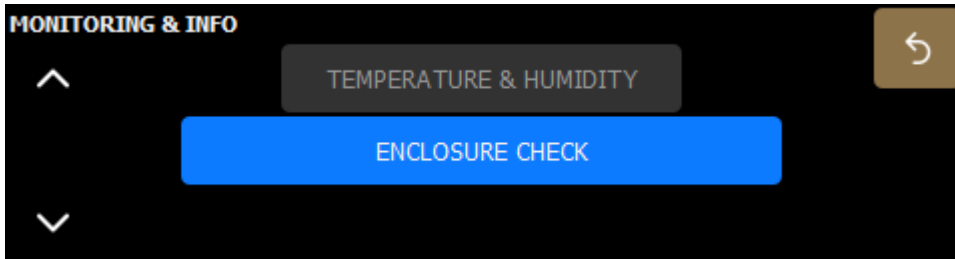 MONITORING & INFO
TEMPERATURE & HUMIDITY
ENCLOSURE CHECK